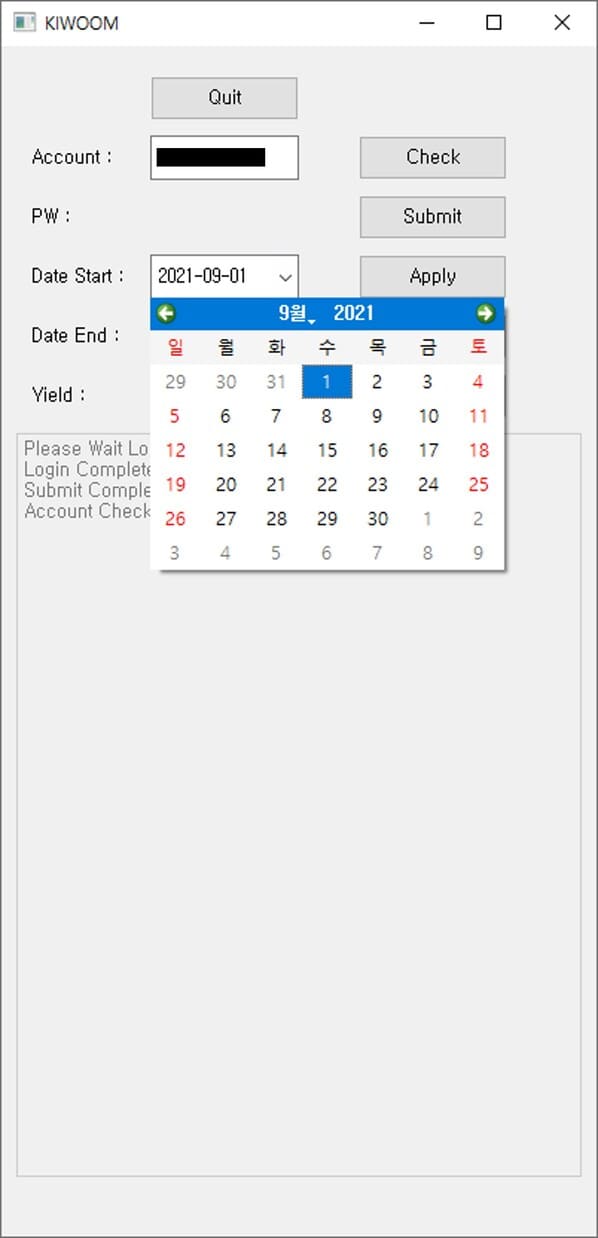 KIWOOM
Quit
Account :
Check
PW :
Submit
Date Start :
2021-09-01
Apply
Date End :
Yield :
9월 2021
일 월 화 수 목 금 토
29 30 31 1 2 3 4
5 6 7 8 9 10 11
12 13 14 15 16 17 18
19 20 21 22 23 24 25
26 27 28 29 30 1 2
3 4 5 6 7 8 9
Please Wait Lo
Login Complete
Submit Comple
Account Check